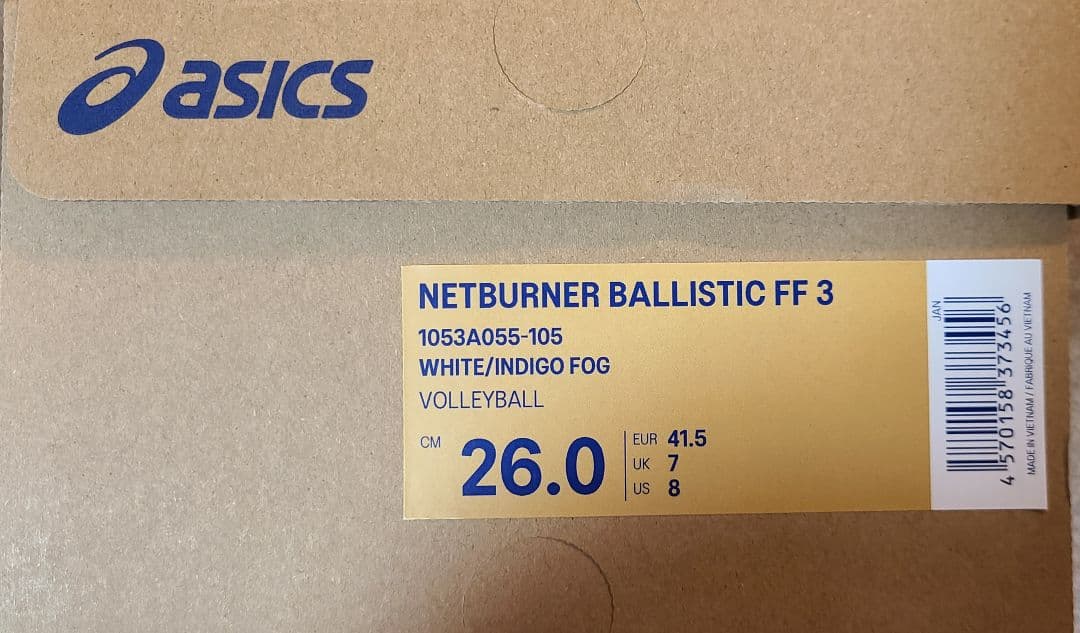 asics
NETBURNER BALLISTIC FF 3
1053A055-105
WHITE/INDIGO FOG
VOLLEYBALL
CM 26.0
EUR 41.5
UK 7
US 8
JAN
4 570158 373456
MADE IN VIETNAM / FABRIQUE AU VIETNAM